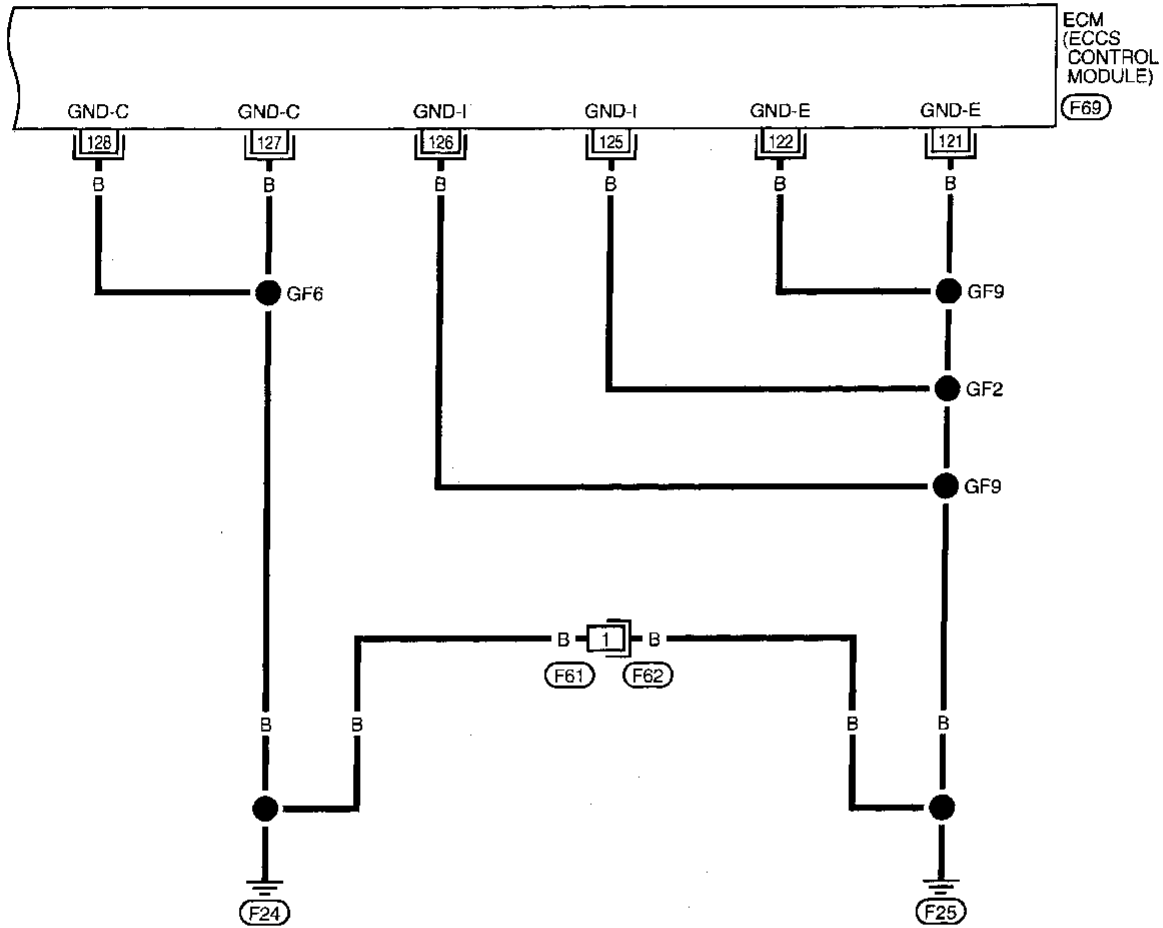 ECM
(ECCS
CONTROL
MODULE)
F69
GND-C GND-C GND-I GND-I GND-E GND-E
128 127 126 125 122 121
B B B B B B
GF6 GF9
GF2
GF9
B 1 B
F61 F62
B B B B
F24 F25